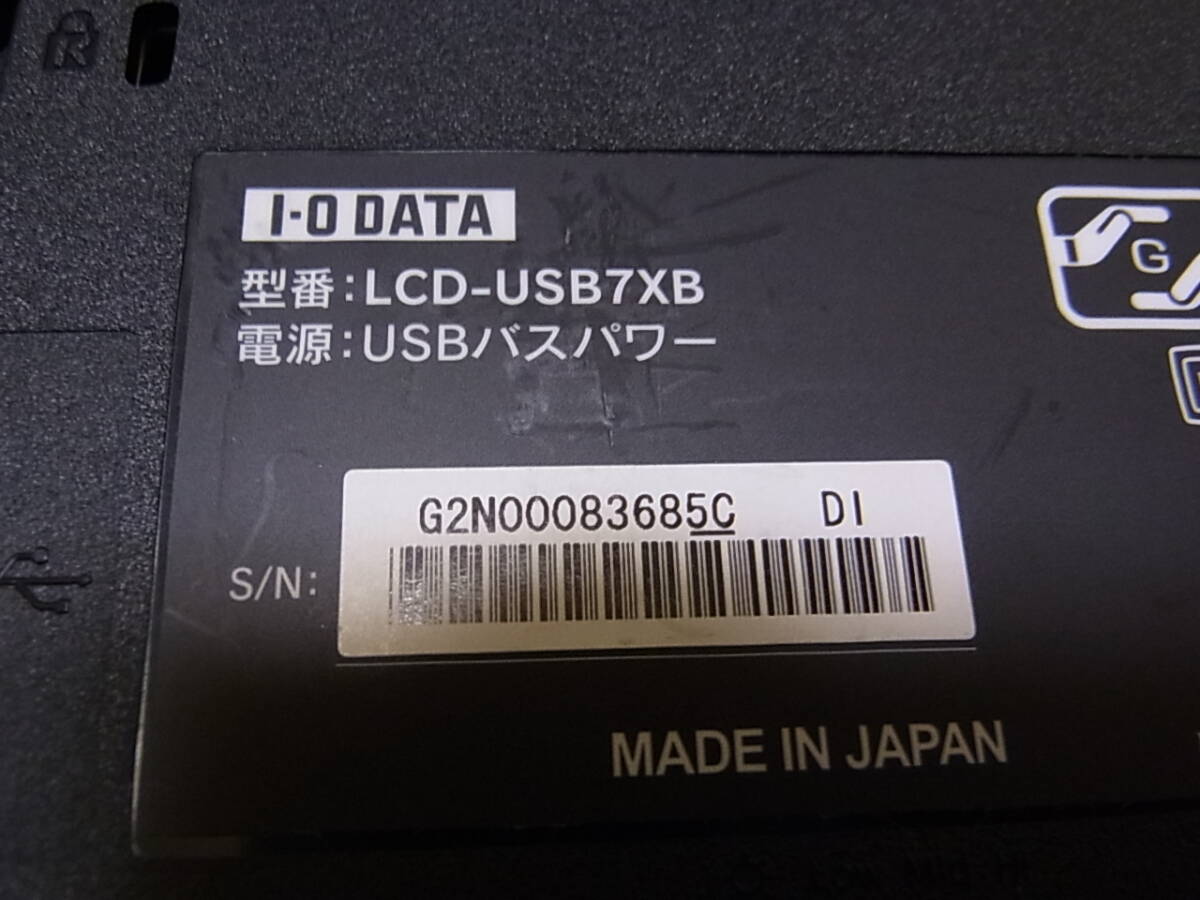 I-O DATA
型番:LCD-USB7XB
電源:USBバスパワー
G
G2N00083685C DI
S/N:
MADE IN JAPAN